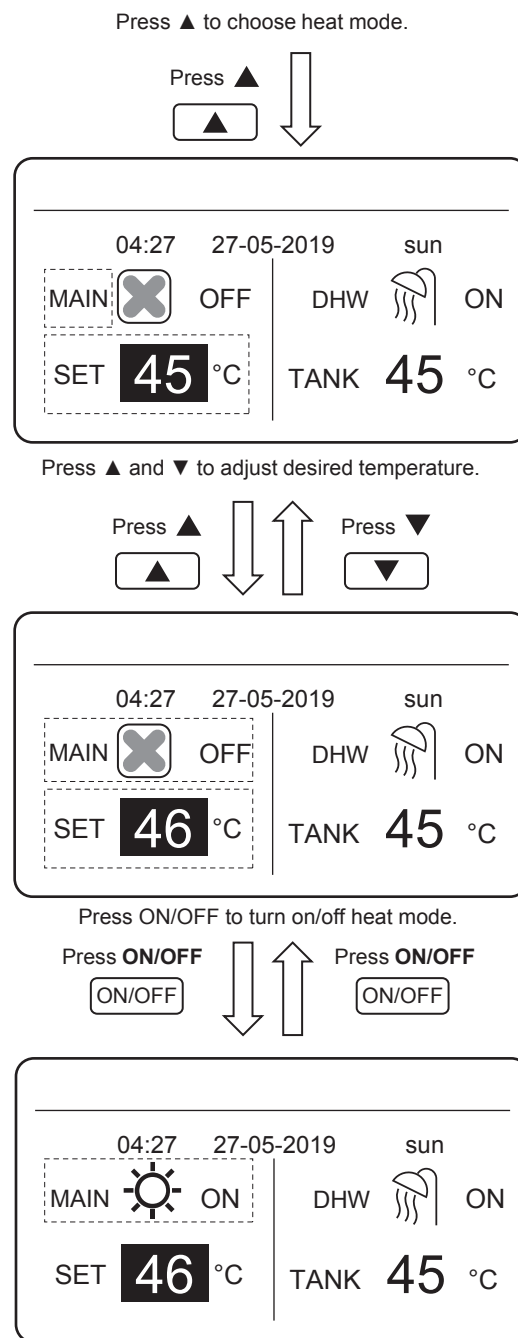 Press ▲ to choose heat mode.
Press ▲
▲
04:27 27-05-2019 sun
MAIN OFF DHW ON
SET 45 °C TANK 45 °C
Press ▲ and ▼ to adjust desired temperature.
Press ▲ Press ▼
▲ ▼
04:27 27-05-2019 sun
MAIN OFF DHW ON
SET 46 °C TANK 45 °C
Press ON/OFF to turn on/off heat mode.
Press ON/OFF Press ON/OFF
ON/OFF ON/OFF
04:27 27-05-2019 sun
MAIN ON DHW ON
SET 46 °C TANK 45 °C